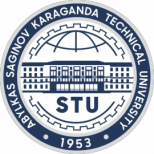 ABYLKAS SAGINOV KARAGANDA TECHNICAL UNIVERSITY
STU
• 1953 •